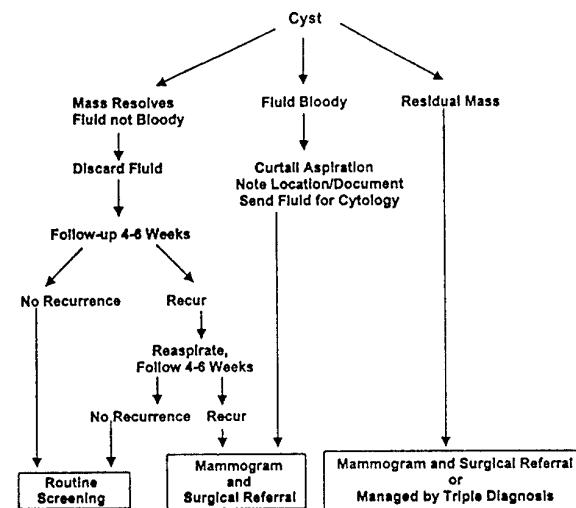 Cyst
Mass Resolves
Fluid not Bloody
Fluid Bloody
Residual Mass
Discard Fluid
Curtail Aspiration
Note Location/Document
Send Fluid for Cytology
Follow-up 4-6 Weeks
No Recurrence
Recur
Reaspirate,
Follow 4-6 Weeks
No Recurrence
Recur
Routine
Screening
Mammogram
and
Surgical Referral
Mammogram and Surgical Referral
or
Managed by Triple Diagnosis